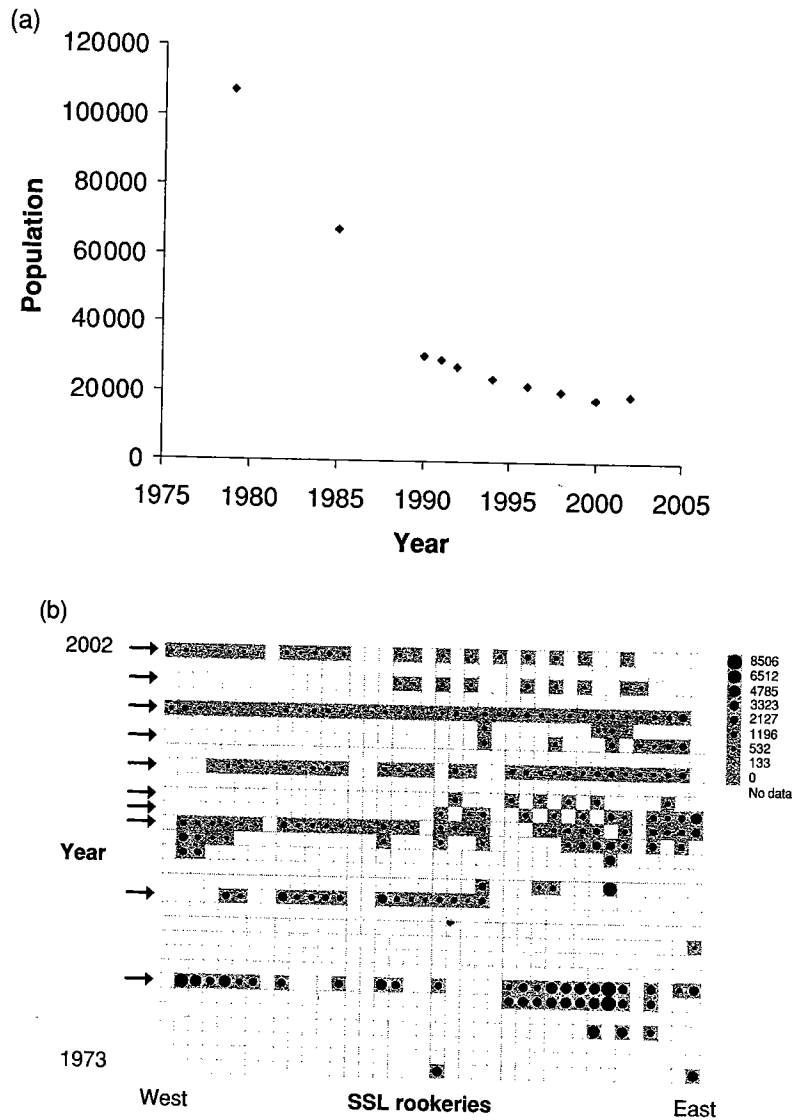 (a)
120000
100000
80000
60000
40000
20000
0
Population
1975 1980 1985 1990 1995 2000 2005
Year
(b)
2002
Year
1973
West SSL rookeries East
8506
6512
4785
3323
2127
1196
532
133
0
No data